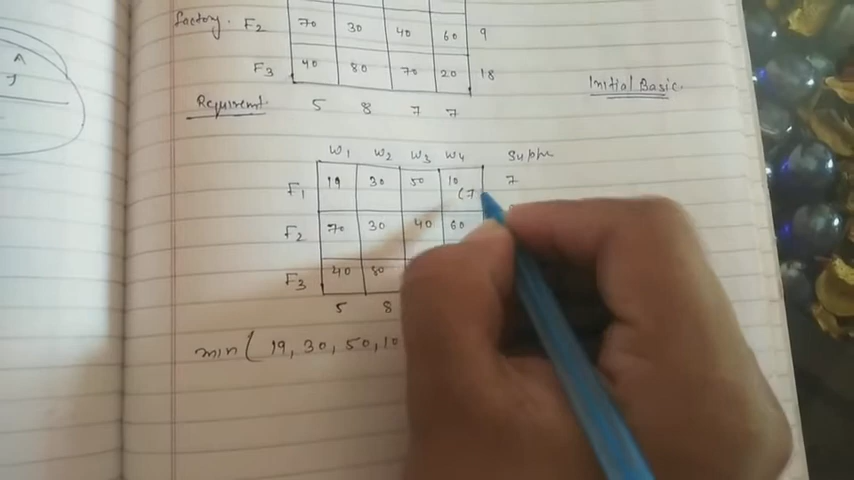 factory. F2 70 30 40 60 9
F3 40 80 70 20 18
Initial Basic.
Requiremt. 5 8 7 7
W1 W2 W3 W4
F1 19 30 50 10 7
(7
F2 70 30 40 60
F3 40 80
5 8
min ( 19, 30, 50, 10